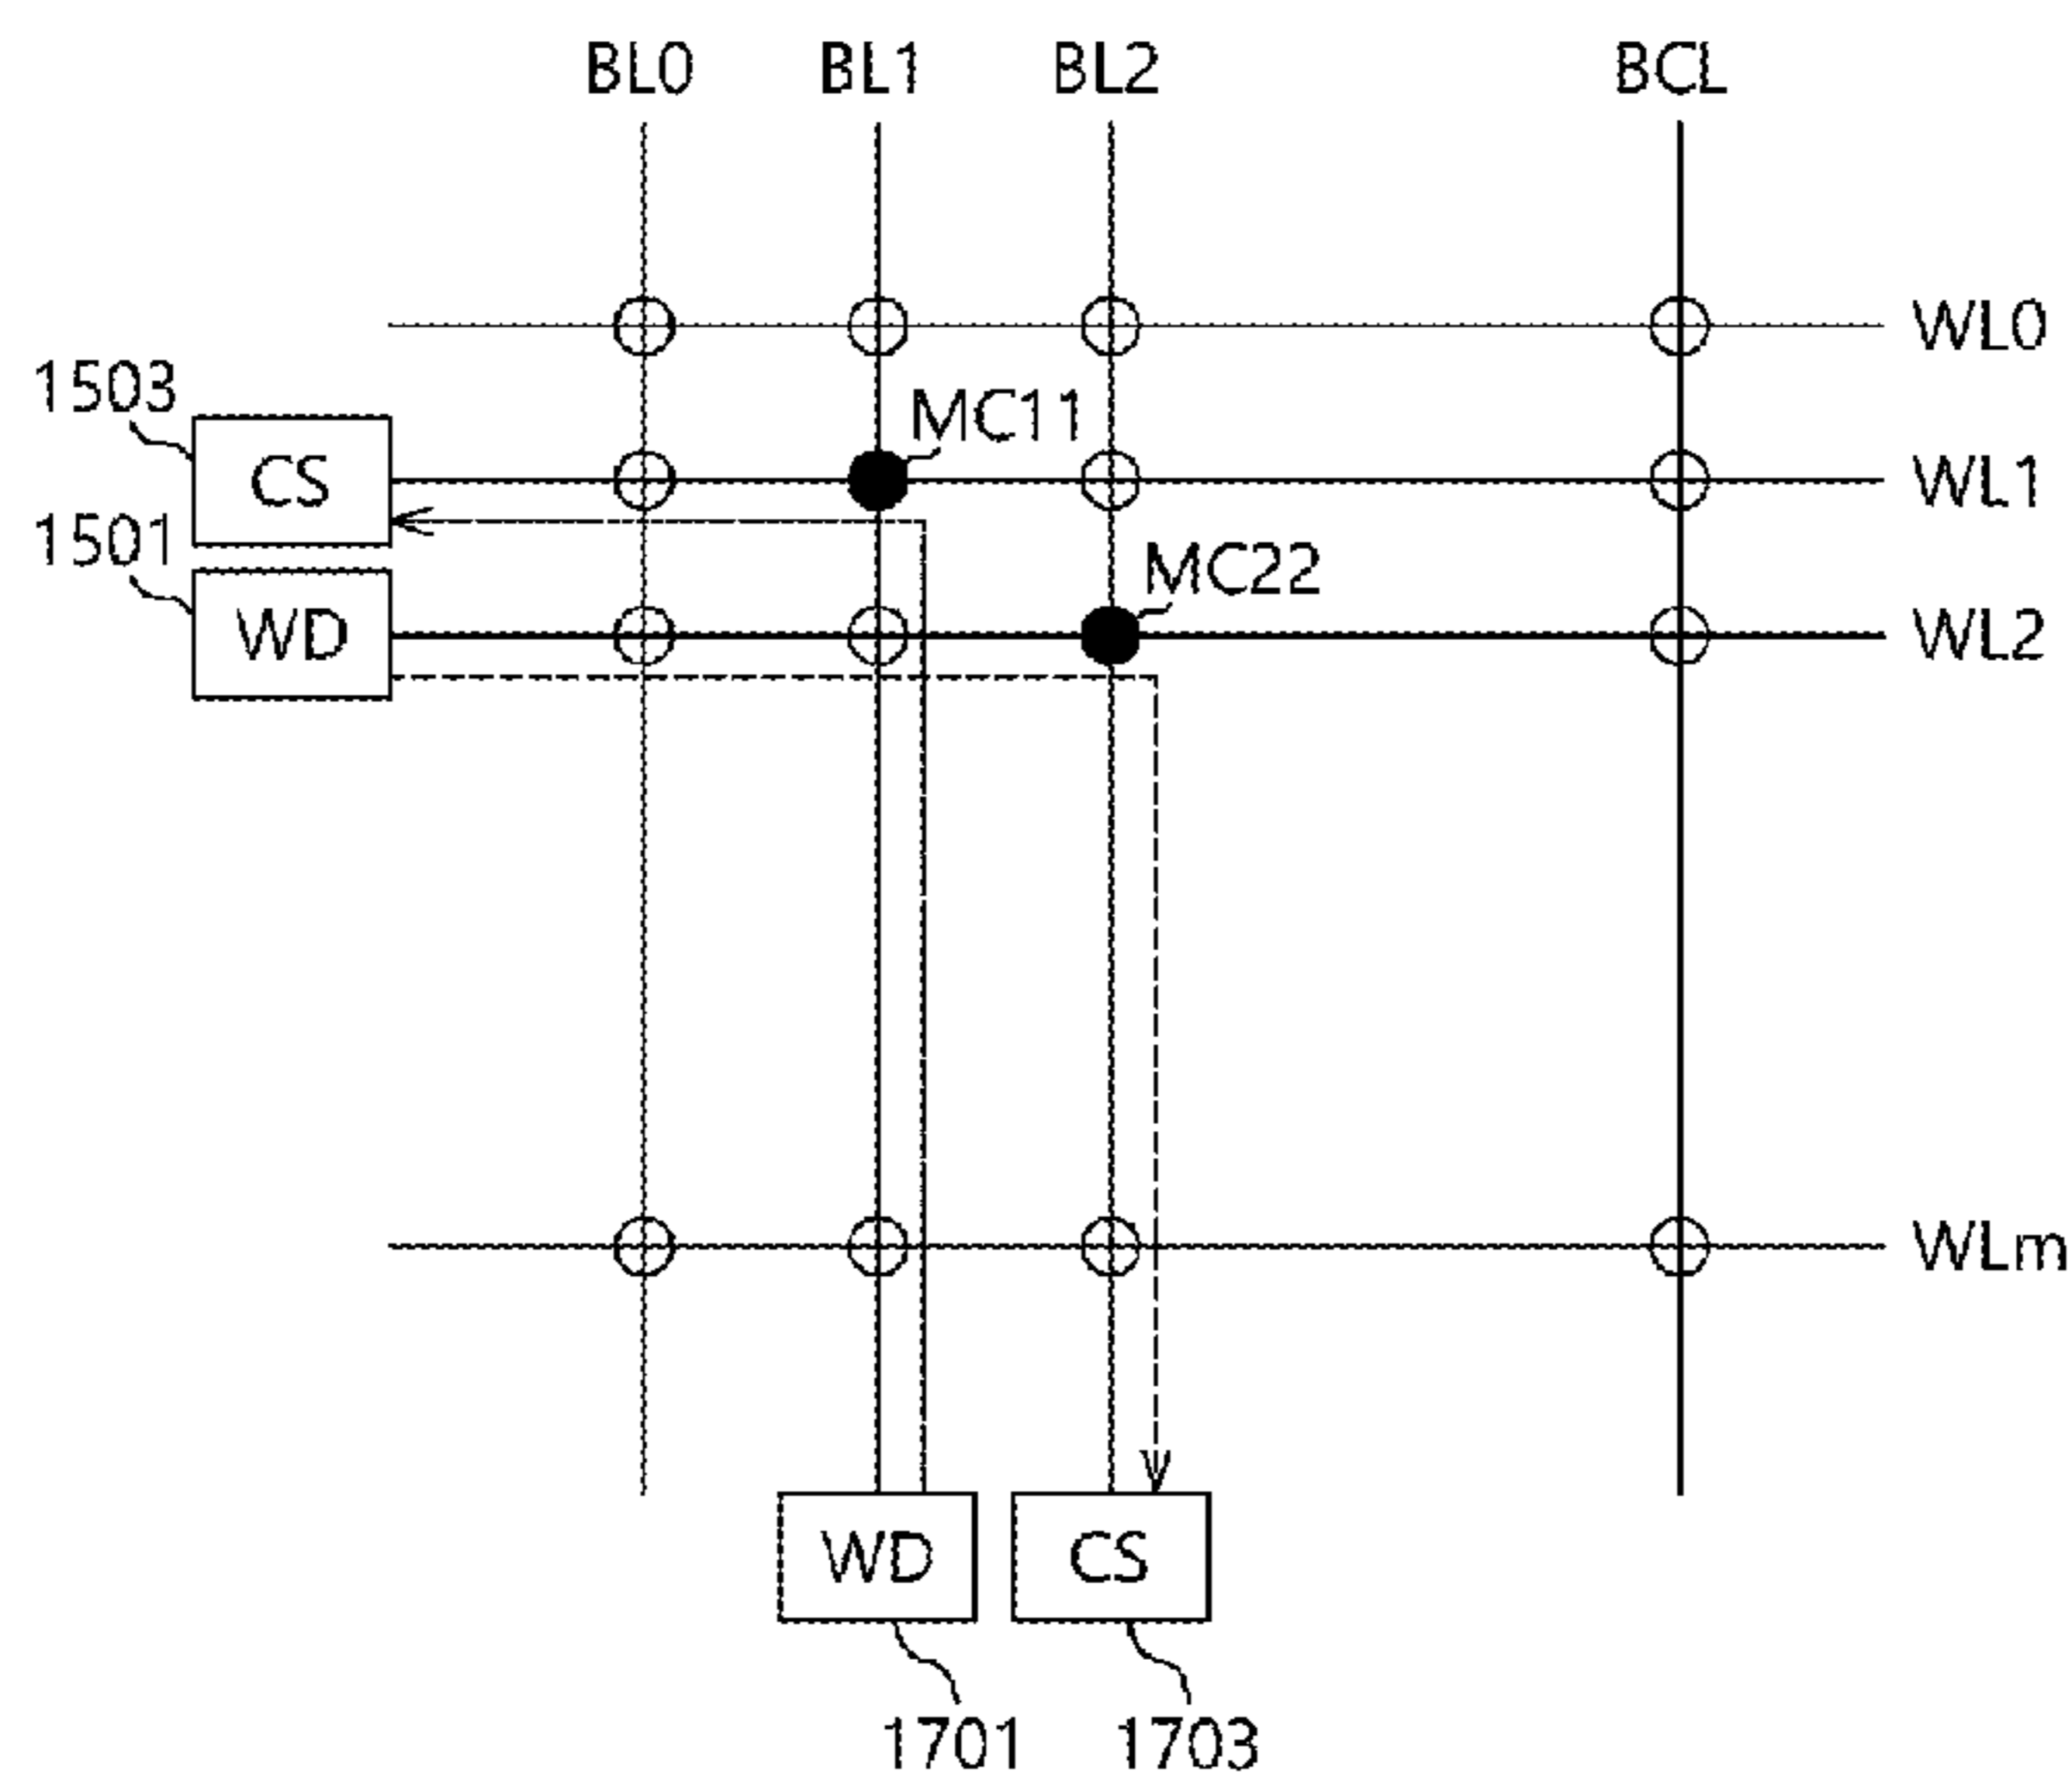 BL0 BL1 BL2 BCL
WL0
1503
MC11
CS
WL1
1501
MC22
WD
WL2
WLm
WD CS
1701 1703